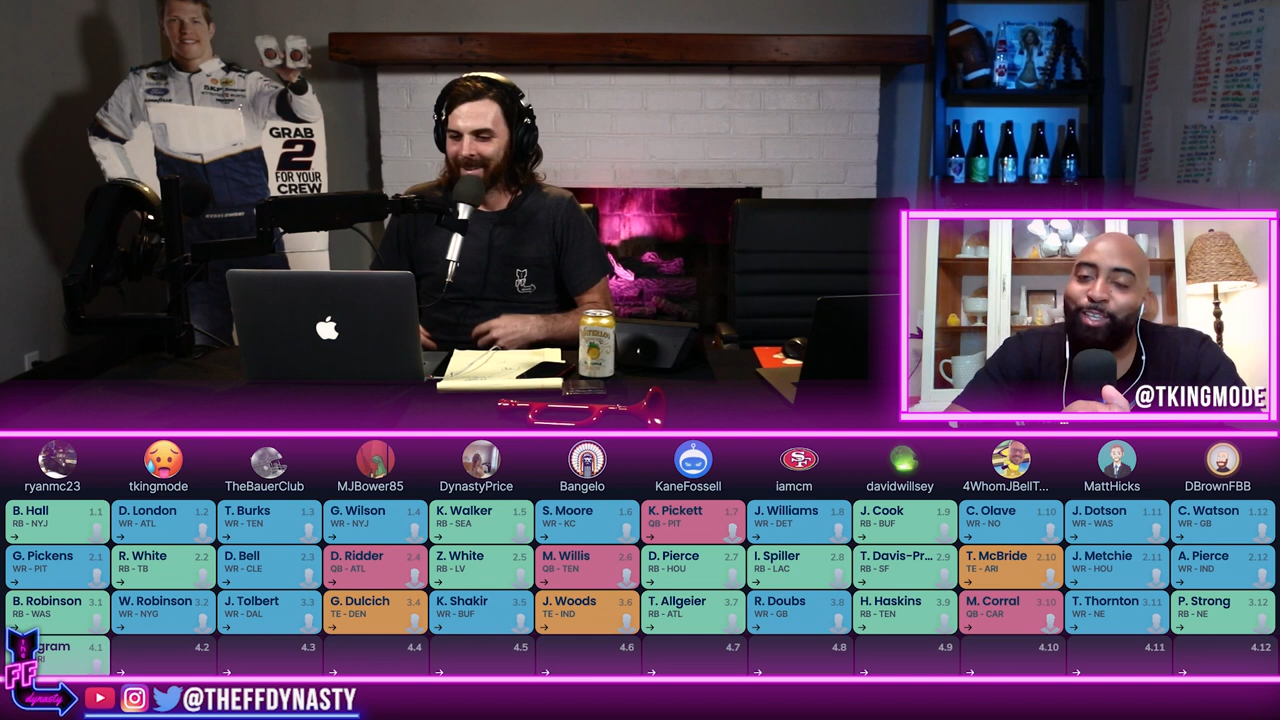 GRAB
2
FOR YOUR
CREW
@TKINGMODE
ryanmc23
tkingmode
TheBauerClub
MJBower85
DynastyPrice
Bangelo
KaneFossell
iamcm
davidwillsey
4WhomJBellT...
MattHicks
DBrownFBB
B. Hall 1.1
RB - NYJ
D. London 1.2
WR - ATL
T. Burks 1.3
WR - TEN
G. Wilson 1.4
WR - NYJ
K. Walker 1.5
RB - SEA
S. Moore 1.6
WR - KC
K. Pickett 1.7
QB - PIT
J. Williams 1.8
WR - DET
J. Cook 1.9
RB - BUF
C. Olave 1.10
WR - NO
J. Dotson 1.11
WR - WAS
C. Watson 1.12
WR - GB
G. Pickens 2.1
WR - PIT
R. White 2.2
RB - TB
D. Bell 2.3
WR - CLE
D. Ridder 2.4
QB - ATL
Z. White 2.5
RB - LV
M. Willis 2.6
QB - TEN
D. Pierce 2.7
RB - HOU
I. Spiller 2.8
RB - LAC
T. Davis-Pr... 2.9
RB - SF
T. McBride 2.10
TE - ARI
J. Metchie 2.11
WR - HOU
A. Pierce 2.12
WR - IND
B. Robinson 3.1
RB - WAS
W. Robinson 3.2
WR - NYG
J. Tolbert 3.3
WR - DAL
G. Dulcich 3.4
TE - DEN
K. Shakir 3.5
WR - BUF
J. Woods 3.6
TE - IND
T. Allgeier 3.7
RB - ATL
R. Doubs 3.8
WR - GB
H. Haskins 3.9
RB - TEN
M. Corral 3.10
QB - CAR
T. Thornton 3.11
WR - NE
P. Strong 3.12
RB - NE
gram 4.1
4.2
4.3
4.4
4.5
4.6
4.7
4.8
4.9
4.10
4.11
4.12
the
FF
dynasty
@THEFFDYNASTY